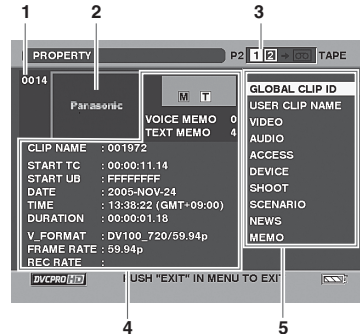 1 2 3
PROPERTY P2 1 2 TAPE
0014
Panasonic
M T
VOICE MEMO 0
TEXT MEMO 4
CLIP NAME : 001972
START TC : 00:00:11.14
START UB : FFFFFFFF
DATE : 2005-NOV-24
TIME : 13:38:22 (GMT+09:00)
DURATION : 00:00:01.18
V_FORMAT : DV100_720/59.94p
FRAME RATE : 59.94p
REC RATE :
GLOBAL CLIP ID
USER CLIP NAME
VIDEO
AUDIO
ACCESS
DEVICE
SHOOT
SCENARIO
NEWS
MEMO
DVCPRO HD PUSH "EXIT" IN MENU TO EXIT
4 5